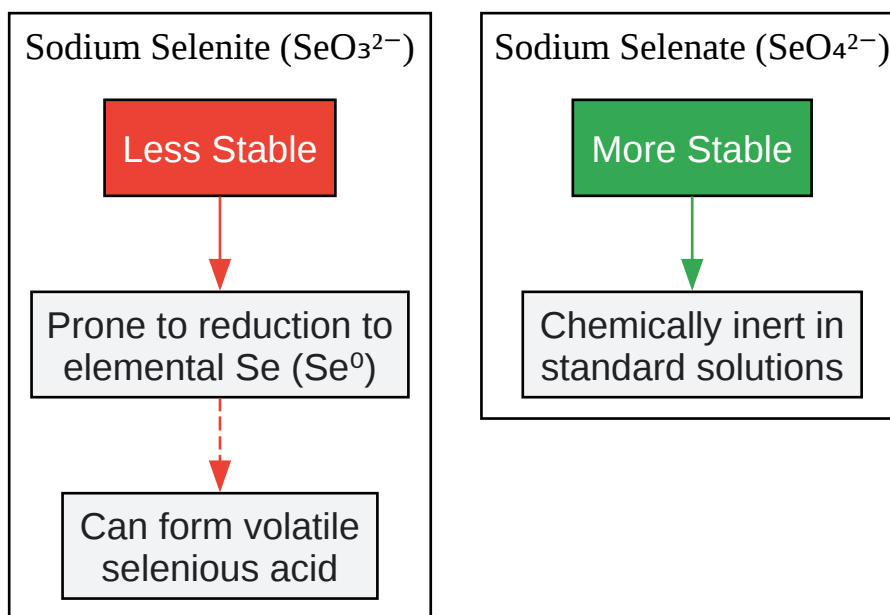 Sodium Selenite (SeO₃²⁻)
Less Stable
Prone to reduction to
elemental Se (Se⁰)
Can form volatile
selenious acid
Sodium Selenate (SeO₄²⁻)
More Stable
Chemically inert in
standard solutions